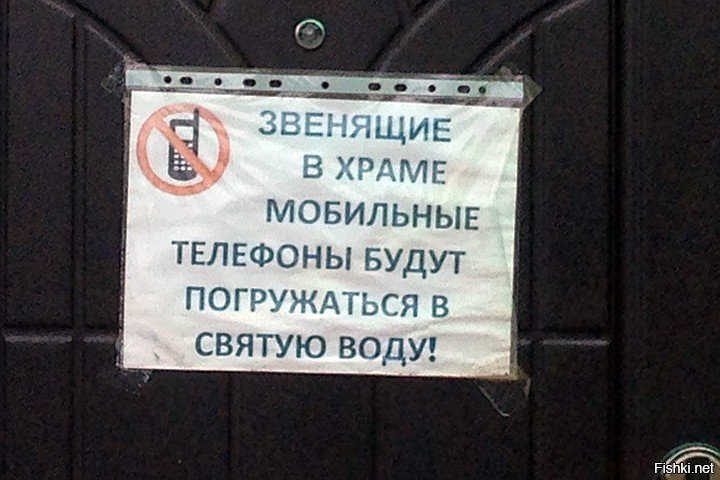 ЗВЕНЯЩИЕ
В ХРАМЕ
МОБИЛЬНЫЕ
ТЕЛЕФОНЫ БУДУТ
ПОГРУЖАТЬСЯ В
СВЯТУЮ ВОДУ!
Fishki.net